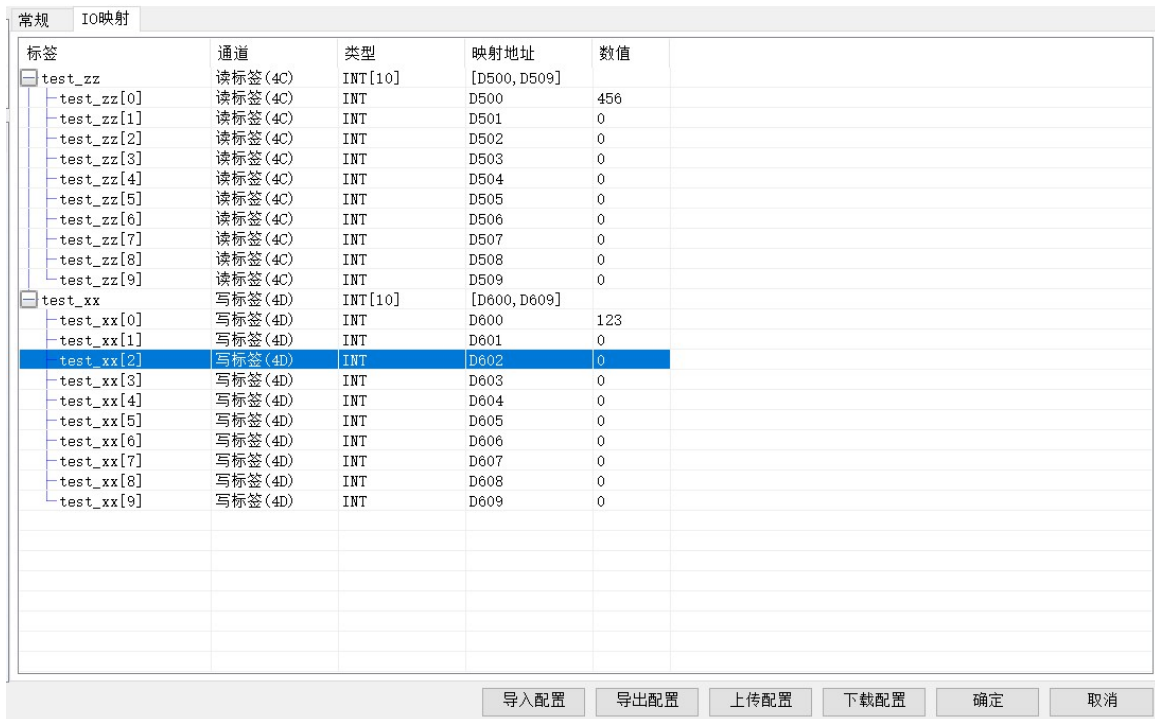 常规 IO映射
标签 通道 类型 映射地址 数值
test_zz 读标签(4C) INT[10] [D500,D509]
test_zz[0] 读标签(4C) INT D500 456
test_zz[1] 读标签(4C) INT D501 0
test_zz[2] 读标签(4C) INT D502 0
test_zz[3] 读标签(4C) INT D503 0
test_zz[4] 读标签(4C) INT D504 0
test_zz[5] 读标签(4C) INT D505 0
test_zz[6] 读标签(4C) INT D506 0
test_zz[7] 读标签(4C) INT D507 0
test_zz[8] 读标签(4C) INT D508 0
test_zz[9] 读标签(4C) INT D509 0
test_xx 写标签(4D) INT[10] [D600,D609]
test_xx[0] 写标签(4D) INT D600 123
test_xx[1] 写标签(4D) INT D601 0
test_xx[2] 写标签(4D) INT D602 0
test_xx[3] 写标签(4D) INT D603 0
test_xx[4] 写标签(4D) INT D604 0
test_xx[5] 写标签(4D) INT D605 0
test_xx[6] 写标签(4D) INT D606 0
test_xx[7] 写标签(4D) INT D607 0
test_xx[8] 写标签(4D) INT D608 0
test_xx[9] 写标签(4D) INT D609 0
导入配置 导出配置 上传配置 下载配置 确定 取消